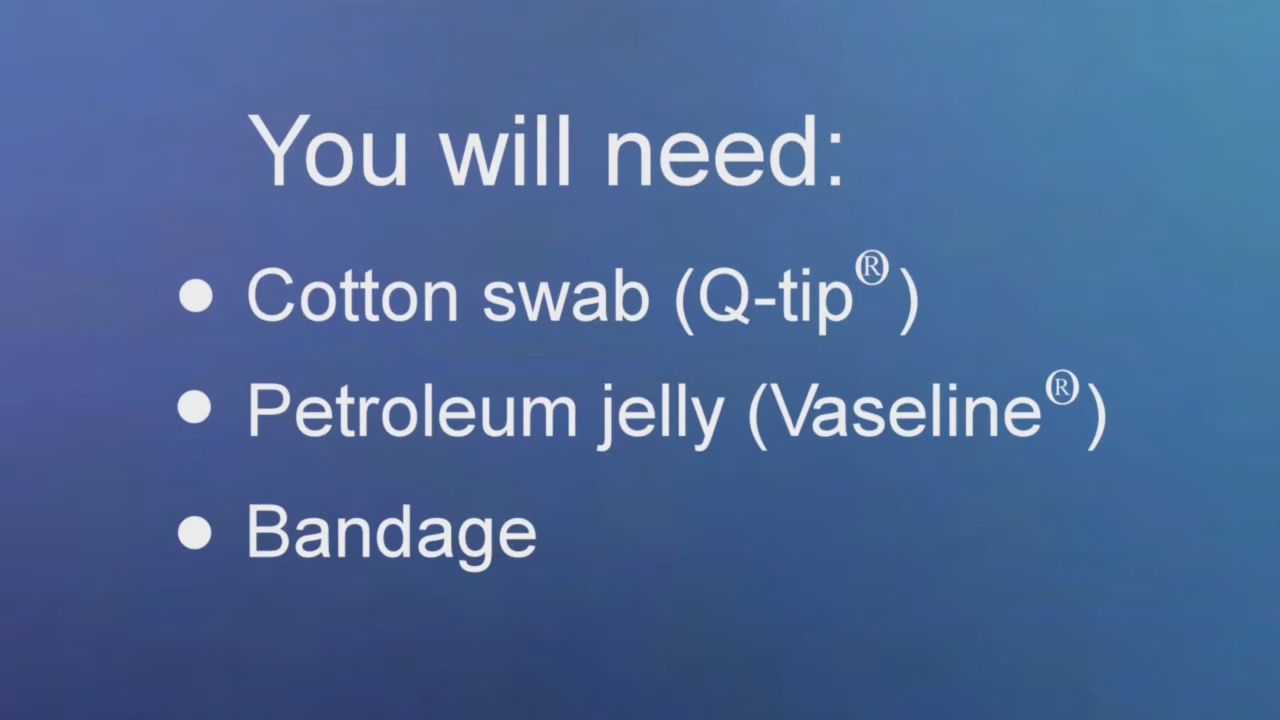 You will need:
● Cotton swab (Q-tip®)
● Petroleum jelly (Vaseline®)
● Bandage